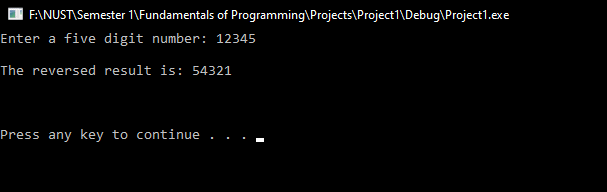 F:\NUST\Semester 1\Fundamentals of Programming\Projects\Project1\Debug\Project1.exe
Enter a five digit number: 12345
The reversed result is: 54321
Press any key to continue . . .